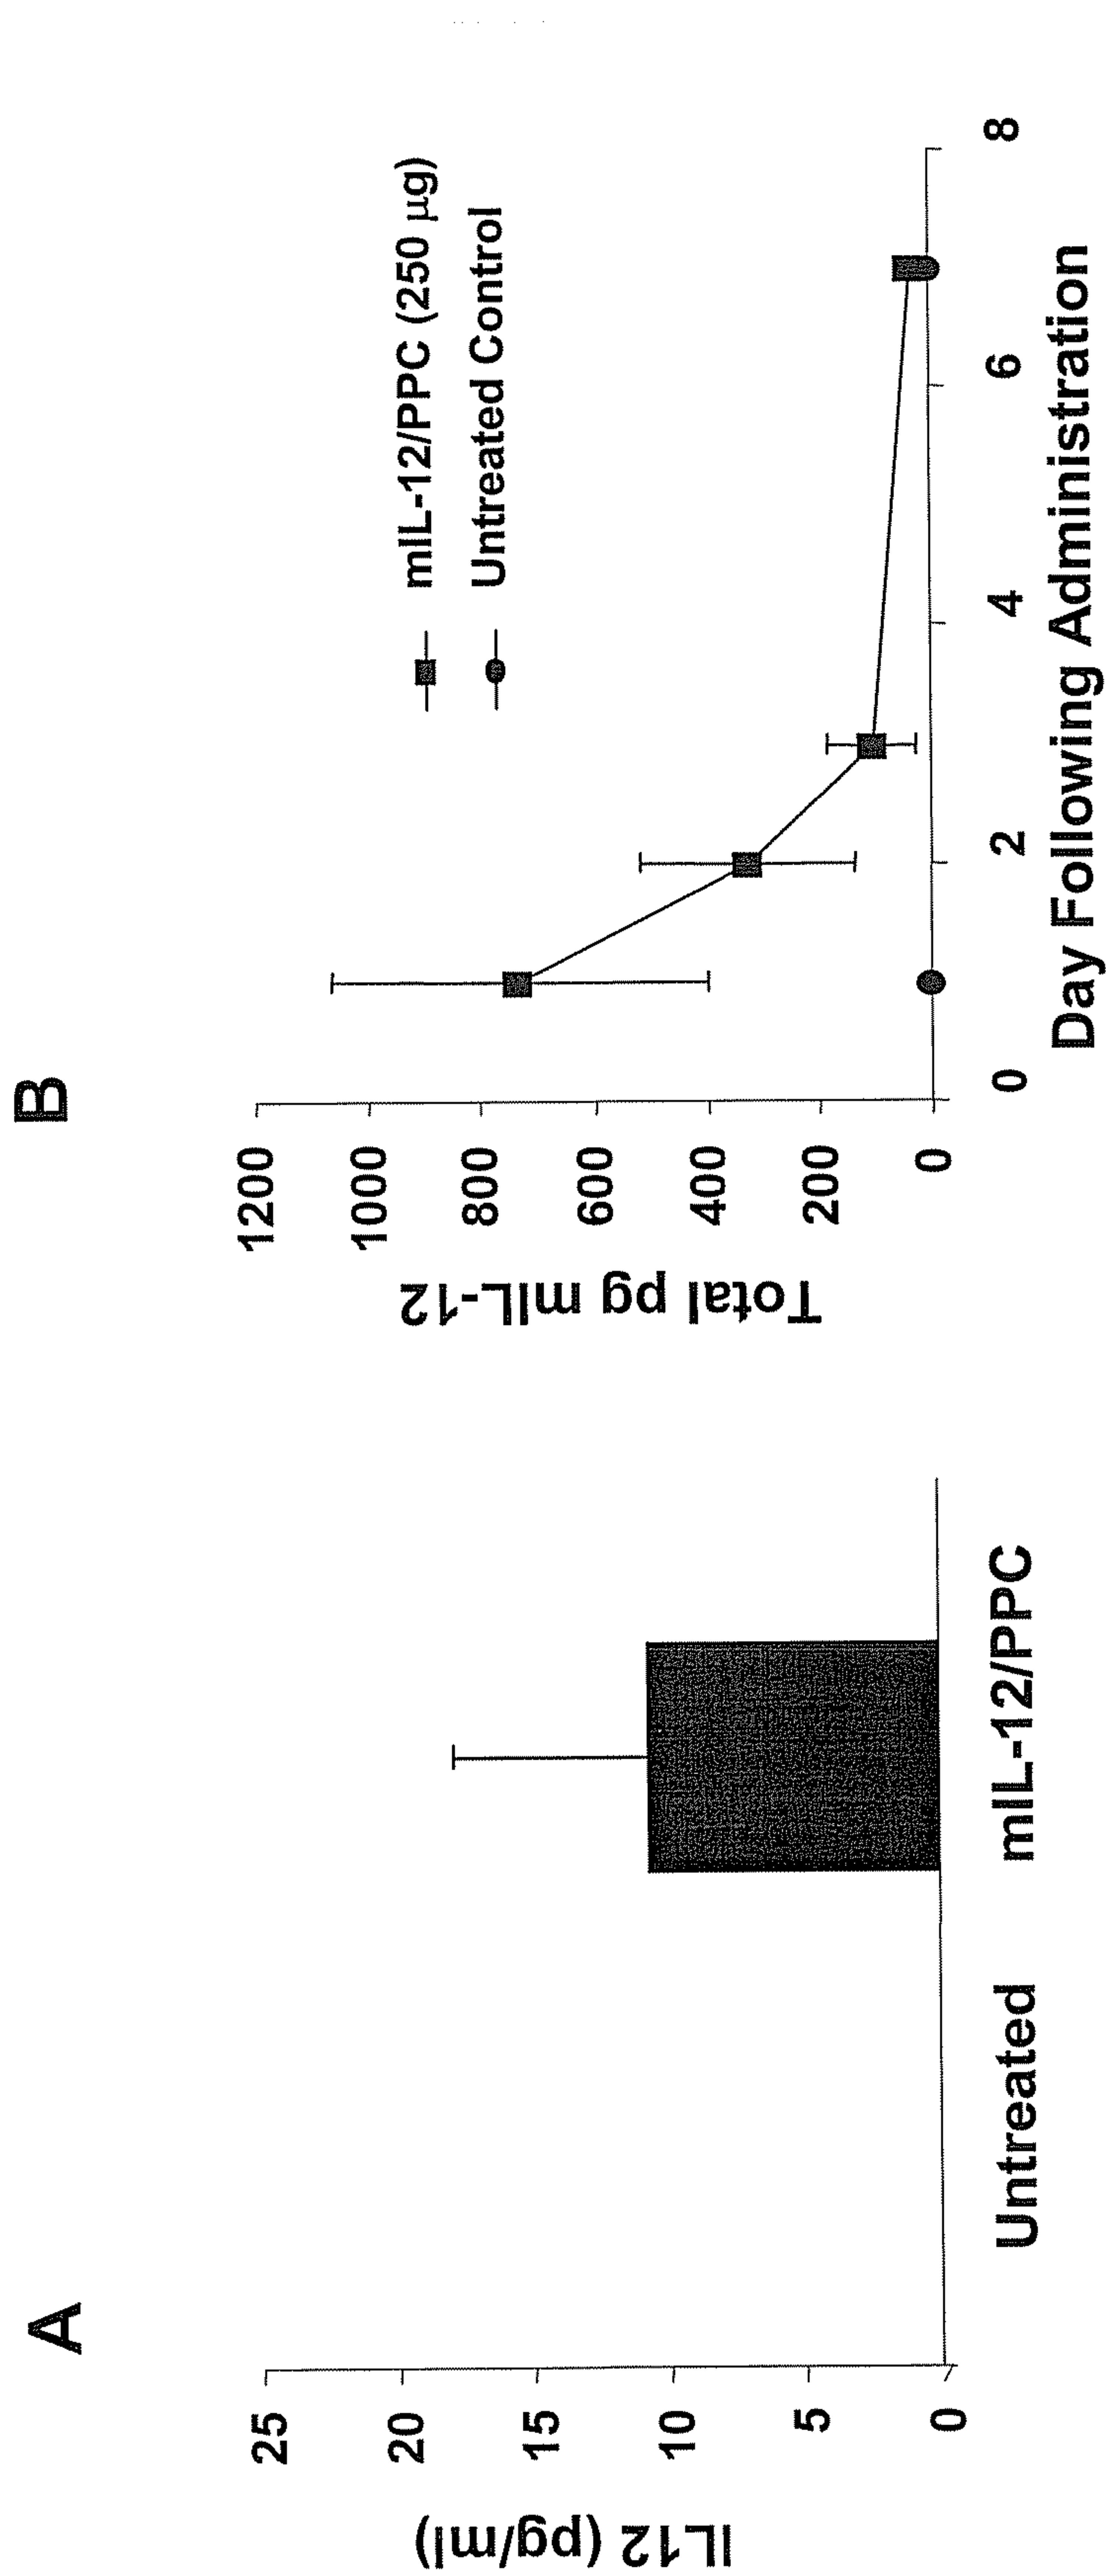 A
IL12 (pg/ml)
25
20
15
10
5
0
Untreated
mIL-12/PPC
B
Total pg mIL-12
1200
1000
800
600
400
200
0
0
2
4
6
8
Day Following Administration
mIL-12/PPC (250 µg)
Untreated Control